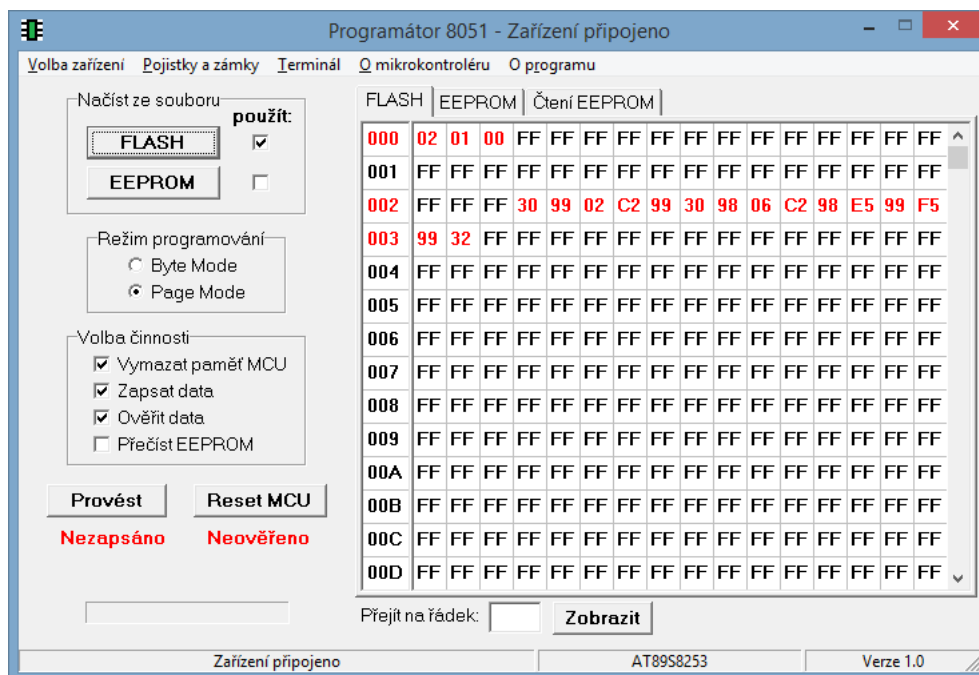 Programátor 8051 - Zařízení připojeno
Volba zařízení Pojistky a zámky Terminál O mikrokontroléru O programu
Načíst ze souboru
použít:
FLASH
EEPROM
Režim programování
Byte Mode
Page Mode
Volba činnosti
Vymazat paměť MCU
Zapsat data
Ověřit data
Přečíst EEPROM
Provést Reset MCU
Nezapsáno Neověřeno
FLASH EEPROM Čtení EEPROM
000 02 01 00 FF FF FF FF FF FF FF FF FF FF FF FF FF
001 FF FF FF FF FF FF FF FF FF FF FF FF FF FF FF FF
002 FF FF FF 30 99 02 C2 99 30 98 06 C2 98 E5 99 F5
003 99 32 FF FF FF FF FF FF FF FF FF FF FF FF FF FF
004 FF FF FF FF FF FF FF FF FF FF FF FF FF FF FF FF
005 FF FF FF FF FF FF FF FF FF FF FF FF FF FF FF FF
006 FF FF FF FF FF FF FF FF FF FF FF FF FF FF FF FF
007 FF FF FF FF FF FF FF FF FF FF FF FF FF FF FF FF
008 FF FF FF FF FF FF FF FF FF FF FF FF FF FF FF FF
009 FF FF FF FF FF FF FF FF FF FF FF FF FF FF FF FF
00A FF FF FF FF FF FF FF FF FF FF FF FF FF FF FF FF
00B FF FF FF FF FF FF FF FF FF FF FF FF FF FF FF FF
00C FF FF FF FF FF FF FF FF FF FF FF FF FF FF FF FF
00D FF FF FF FF FF FF FF FF FF FF FF FF FF FF FF FF
Přejít na řádek: Zobrazit
Zařízení připojeno AT89S8253 Verze 1.0